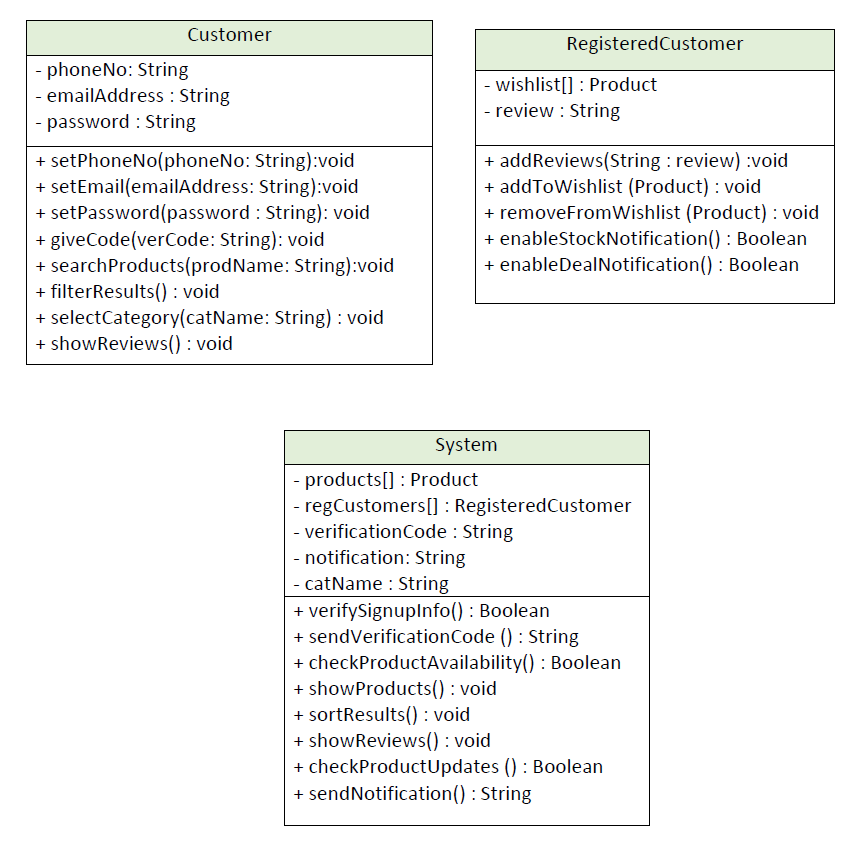 Customer
- phoneNo: String
- emailAddress : String
- password : String
+ setPhoneNo(phoneNo: String):void
+ setEmail(emailAddress: String):void
+ setPassword(password : String): void
+ giveCode(verCode: String): void
+ searchProducts(prodName: String):void
+ filterResults() : void
+ selectCategory(catName: String) : void
+ showReviews() : void
RegisteredCustomer
- wishlist[] : Product
- review : String
+ addReviews(String : review) :void
+ addToWishlist (Product) : void
+ removeFromWishlist (Product) : void
+ enableStockNotification() : Boolean
+ enableDealNotification() : Boolean
System
- products[] : Product
- regCustomers[] : RegisteredCustomer
- verificationCode : String
- notification: String
- catName : String
+ verifySignupInfo() : Boolean
+ sendVerificationCode () : String
+ checkProductAvailability() : Boolean
+ showProducts() : void
+ sortResults() : void
+ showReviews() : void
+ checkProductUpdates () : Boolean
+ sendNotification() : String